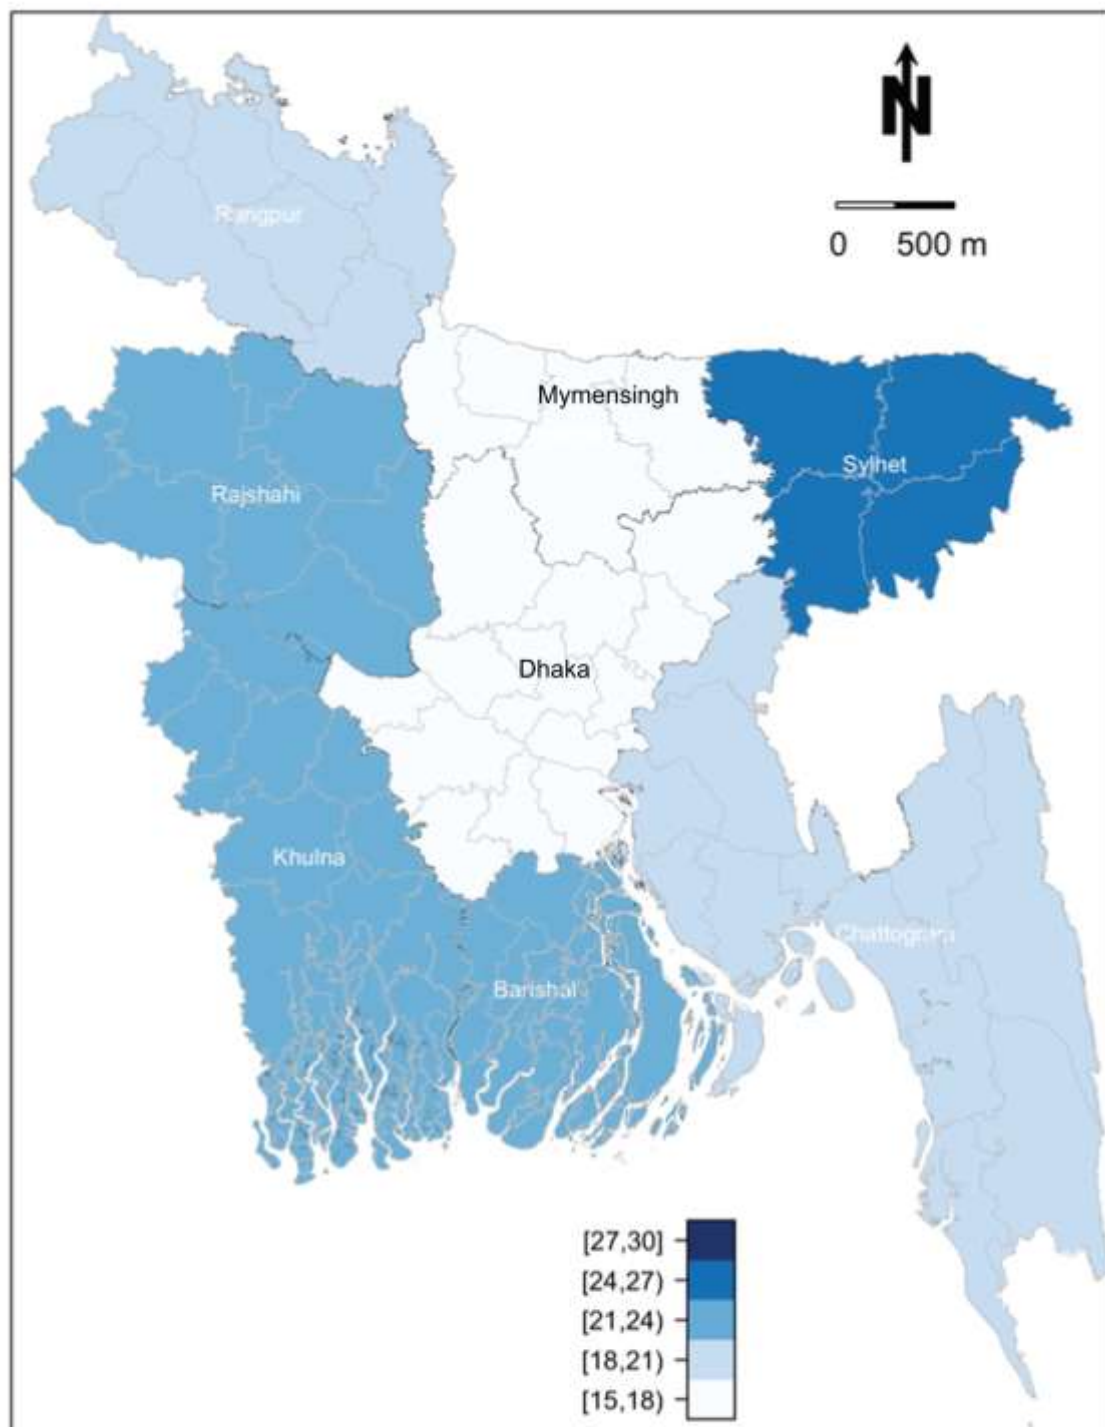 N
0 500 m
Rangpur
Mymensingh
Sylhet
Rajshahi
Dhaka
Khulna
Chattogram
Barishal
[27,30]
[24,27)
[21,24)
[18,21)
[15,18)